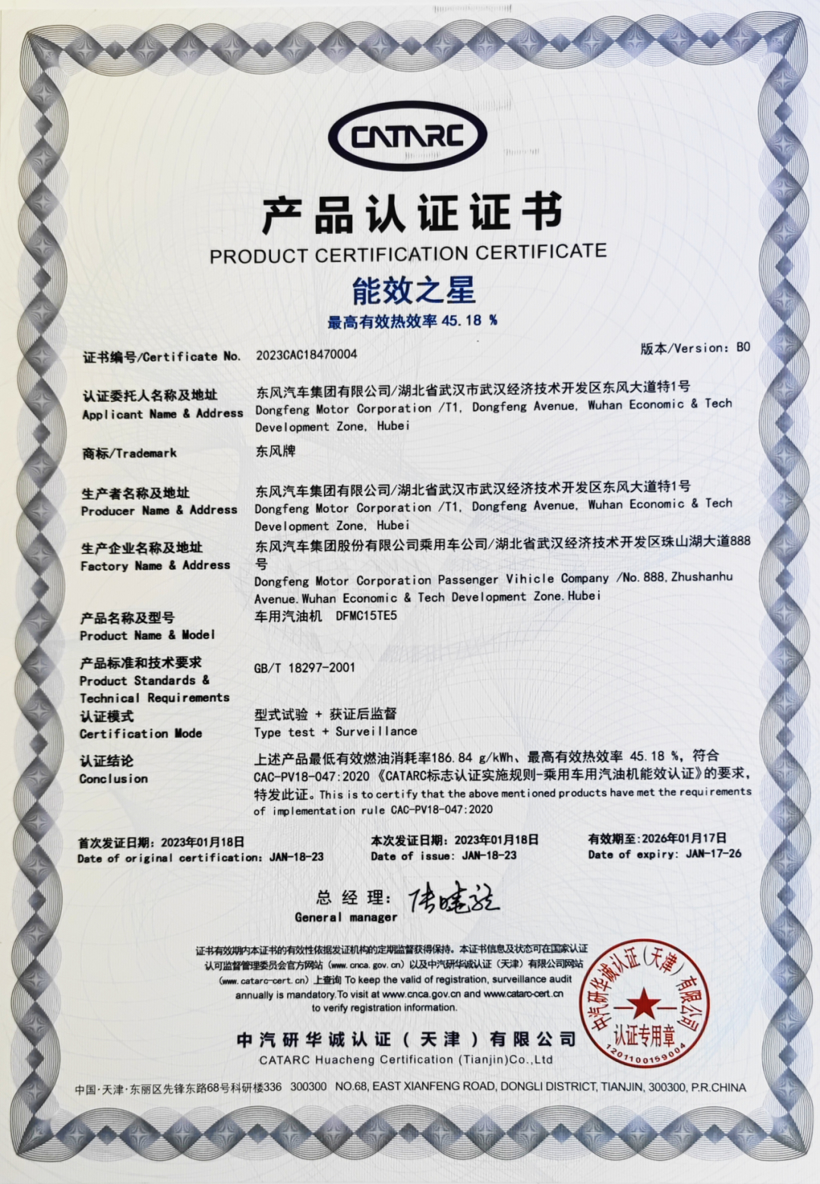 CATARC
产品认证证书
PRODUCT CERTIFICATION CERTIFICATE
能效之星
最高有效热效率 45.18 %
证书编号/Certificate No. 2023CAC18470004
版本/Version: B0
认证委托人名称及地址
Applicant Name & Address
东风汽车集团有限公司/湖北省武汉市武汉经济技术开发区东风大道特1号
Dongfeng Motor Corporation /T1, Dongfeng Avenue, Wuhan Economic & Tech
Development Zone, Hubei
商标/Trademark
东风牌
生产者名称及地址
Producer Name & Address
东风汽车集团有限公司/湖北省武汉市武汉经济技术开发区东风大道特1号
Dongfeng Motor Corporation /T1, Dongfeng Avenue, Wuhan Economic & Tech
Development Zone, Hubei
生产企业名称及地址
Factory Name & Address
东风汽车集团股份有限公司乘用车公司/湖北省武汉经济技术开发区珠山湖大道888
号
Dongfeng Motor Corporation Passenger Vihicle Company /No.888,Zhushanhu
Avenue.Wuhan Economic & Tech Development Zone.Hubei
产品名称及型号
Product Name & Model
车用汽油机 DFMC15TE5
产品标准和技术要求
Product Standards &
Technical Requirements
GB/T 18297-2001
认证模式
Certification Mode
型式试验 + 获证后监督
Type test + Surveillance
认证结论
Conclusion
上述产品最低有效燃油消耗率186.84 g/kWh、最高有效热效率 45.18 %, 符合
CAC-PV18-047:2020《CATARC标志认证实施规则-乘用车用汽油机能效认证》的要求,
特发此证。This is to certify that the above mentioned products have met the requirements
of implementation rule CAC-PV18-047:2020
首次发证日期: 2023年01月18日
Date of original certification: JAN-18-23
本次发证日期: 2023年01月18日
Date of issue: JAN-18-23
有效期至:2026年01月17日
Date of expiry: JAN-17-26
总 经 理:
General manager
证书有效期内本证书的有效性依据发证机构的定期监督获得保持。本证书信息及状态可在国家认证
认可监督管理委员会官方网站 (www.cnca.gov.cn) 以及中汽研华诚认证 (天津) 有限公司网站
(www.catarc-cert.cn) 上查询 To keep the valid of registration, surveillance audit
annually is mandatory.To visit at www.cnca.gov.cn and www.catarc-cert.cn
to verify registration information.
中汽研华诚认证(天津)有限公司
CATARC Huacheng Certification (Tianjin)Co.,Ltd
中汽研华诚认证(天津)有限公司
认证专用章
1201100159004
中国·天津·东丽区先锋东路68号科研楼336 300300 NO.68, EAST XIANFENG ROAD, DONGLI DISTRICT, TIANJIN, 300300, P.R.CHINA